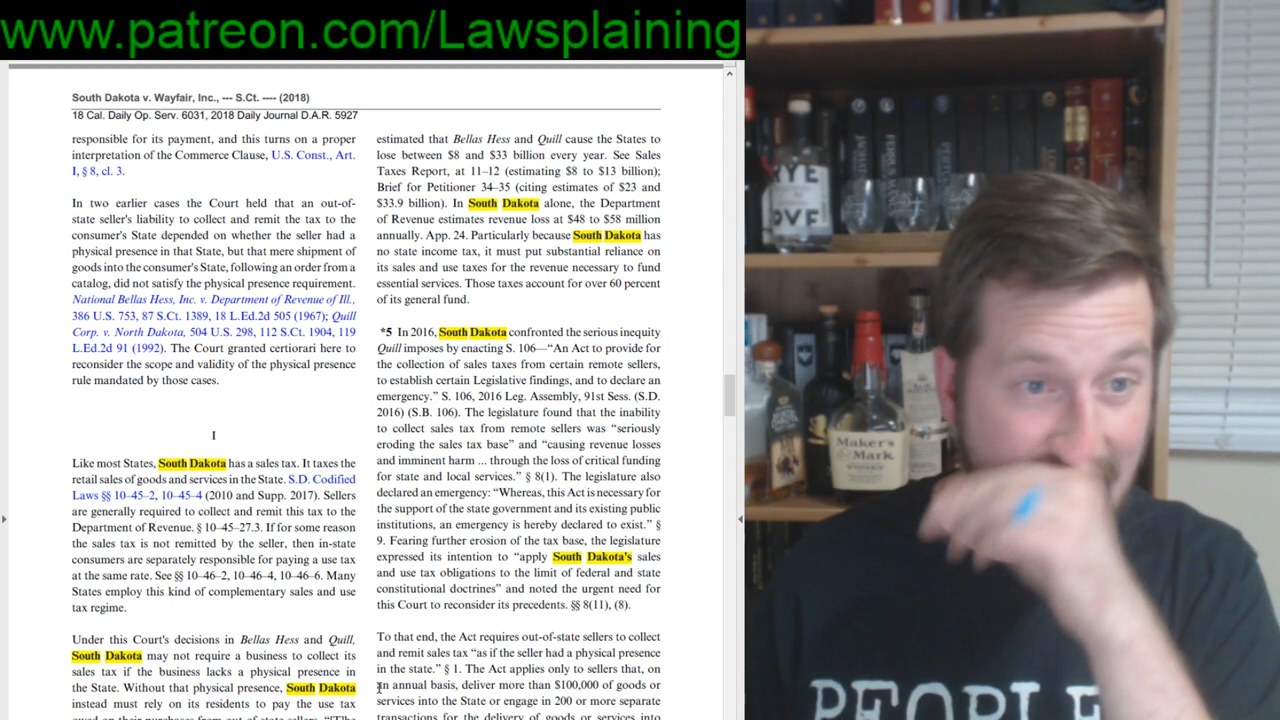 www.patreon.com/Lawsplaining
South Dakota v. Wayfair, Inc., --- S.Ct. ---- (2018)
18 Cal. Daily Op. Serv. 6031, 2018 Daily Journal D.A.R. 5927
responsible for its payment, and this turns on a proper
interpretation of the Commerce Clause, U.S. Const., Art.
I, § 8, cl. 3.
In two earlier cases the Court held that an out-of-
state seller's liability to collect and remit the tax to the
consumer's State depended on whether the seller had a
physical presence in that State, but that mere shipment of
goods into the consumer's State, following an order from a
catalog, did not satisfy the physical presence requirement.
National Bellas Hess, Inc. v. Department of Revenue of Ill.,
386 U.S. 753, 87 S.Ct. 1389, 18 L.Ed.2d 505 (1967); Quill
Corp. v. North Dakota, 504 U.S. 298, 112 S.Ct. 1904, 119
L.Ed.2d 91 (1992). The Court granted certiorari here to
reconsider the scope and validity of the physical presence
rule mandated by those cases.
I
Like most States, South Dakota has a sales tax. It taxes the
retail sales of goods and services in the State. S.D. Codified
Laws §§ 10–45–2, 10–45–4 (2010 and Supp. 2017). Sellers
are generally required to collect and remit this tax to the
Department of Revenue. § 10–45–27.3. If for some reason
the sales tax is not remitted by the seller, then in-state
consumers are separately responsible for paying a use tax
at the same rate. See §§ 10–46–2, 10–46–4, 10–46–6. Many
States employ this kind of complementary sales and use
tax regime.
Under this Court's decisions in Bellas Hess and Quill,
South Dakota may not require a business to collect its
sales tax if the business lacks a physical presence in
the State. Without that physical presence, South Dakota
instead must rely on its residents to pay the use tax
owed on their purchases from out-of-state sellers. "[T]he
estimated that Bellas Hess and Quill cause the States to
lose between $8 and $33 billion every year. See Sales
Taxes Report, at 11–12 (estimating $8 to $13 billion);
Brief for Petitioner 34–35 (citing estimates of $23 and
$33.9 billion). In South Dakota alone, the Department
of Revenue estimates revenue loss at $48 to $58 million
annually. App. 24. Particularly because South Dakota has
no state income tax, it must put substantial reliance on
its sales and use taxes for the revenue necessary to fund
essential services. Those taxes account for over 60 percent
of its general fund.
*5 In 2016, South Dakota confronted the serious inequity
Quill imposes by enacting S. 106—“An Act to provide for
the collection of sales taxes from certain remote sellers,
to establish certain Legislative findings, and to declare an
emergency.” S. 106, 2016 Leg. Assembly, 91st Sess. (S.D.
2016) (S.B. 106). The legislature found that the inability
to collect sales tax from remote sellers was “seriously
eroding the sales tax base” and “causing revenue losses
and imminent harm ... through the loss of critical funding
for state and local services.” § 8(1). The legislature also
declared an emergency: “Whereas, this Act is necessary for
the support of the state government and its existing public
institutions, an emergency is hereby declared to exist.” §
9. Fearing further erosion of the tax base, the legislature
expressed its intention to “apply South Dakota's sales
and use tax obligations to the limit of federal and state
constitutional doctrines” and noted the urgent need for
this Court to reconsider its precedents. §§ 8(11), (8).
To that end, the Act requires out-of-state sellers to collect
and remit sales tax “as if the seller had a physical presence
in the state.” § 1. The Act applies only to sellers that, on
an annual basis, deliver more than $100,000 of goods or
services into the State or engage in 200 or more separate
transactions for the delivery of goods or services into
RYE
Maker's
Mark
WHISKY
PEOPLE